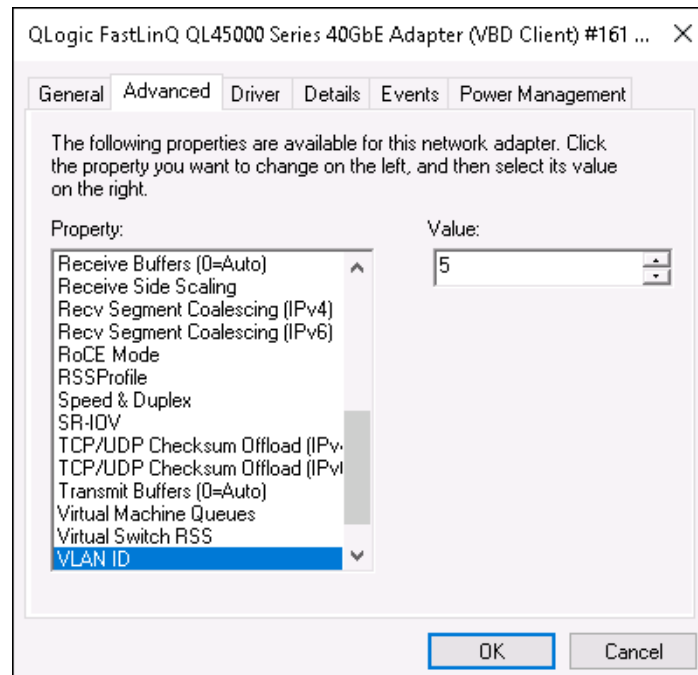 QLogic FastLinQ QL45000 Series 40GbE Adapter (VBD Client) #161 ...
General Advanced Driver Details Events Power Management
The following properties are available for this network adapter. Click
the property you want to change on the left, and then select its value
on the right.
Property:
Value:
Receive Buffers (0=Auto)
Receive Side Scaling
Recv Segment Coalescing (IPv4)
Recv Segment Coalescing (IPv6)
RoCE Mode
RSSProfile
Speed & Duplex
SR-IOV
TCP/UDP Checksum Offload (IPv
TCP/UDP Checksum Offload (IPv
Transmit Buffers (0=Auto)
Virtual Machine Queues
Virtual Switch RSS
VLAN ID
5
OK Cancel